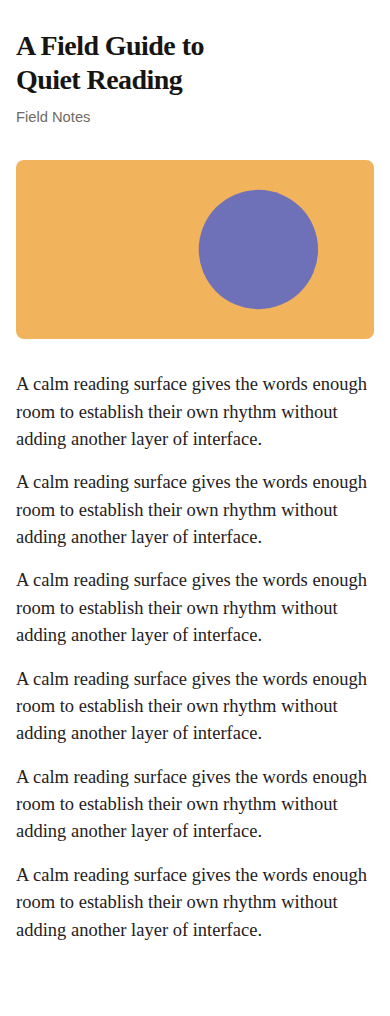 A Field Guide to
Quiet Reading
Field Notes
A calm reading surface gives the words enough
room to establish their own rhythm without
adding another layer of interface.
A calm reading surface gives the words enough
room to establish their own rhythm without
adding another layer of interface.
A calm reading surface gives the words enough
room to establish their own rhythm without
adding another layer of interface.
A calm reading surface gives the words enough
room to establish their own rhythm without
adding another layer of interface.
A calm reading surface gives the words enough
room to establish their own rhythm without
adding another layer of interface.
A calm reading surface gives the words enough
room to establish their own rhythm without
adding another layer of interface.